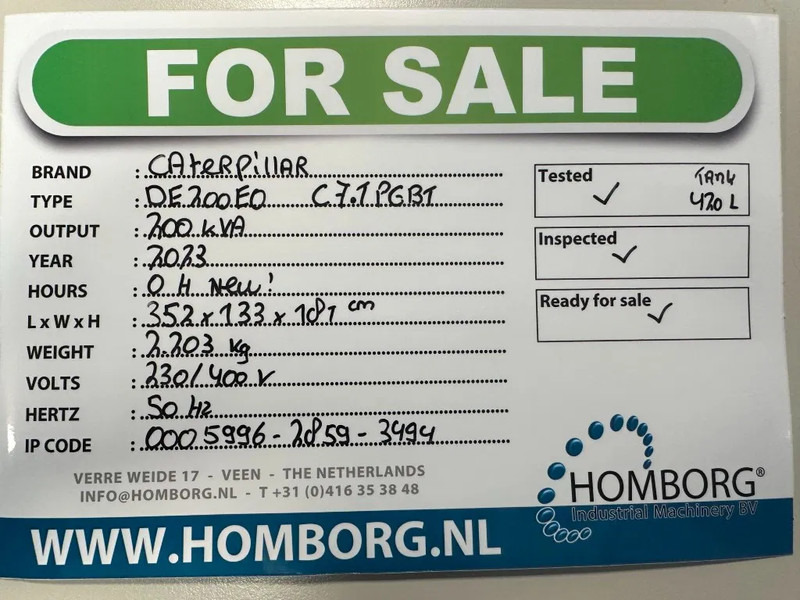 FOR SALE
BRAND : CAterpillAR
TYPE : DE200E0 C7.1PGBT
OUTPUT : 200 kVA
YEAR : 2023
HOURS : 0 H New!
L x W x H : 352 x 133 x 181 cm
WEIGHT : 2.203 kg
VOLTS : 230/400 V
HERTZ : 50 Hz
IP CODE : 0005996-2859-3494
Tested ✓ TANK
420 L
Inspected ✓
Ready for sale ✓
VERRE WEIDE 17 - VEEN - THE NETHERLANDS
INFO@HOMBORG.NL - T +31 (0)416 35 38 48
HOMBORG®
Industrial Machinery BV
WWW.HOMBORG.NL